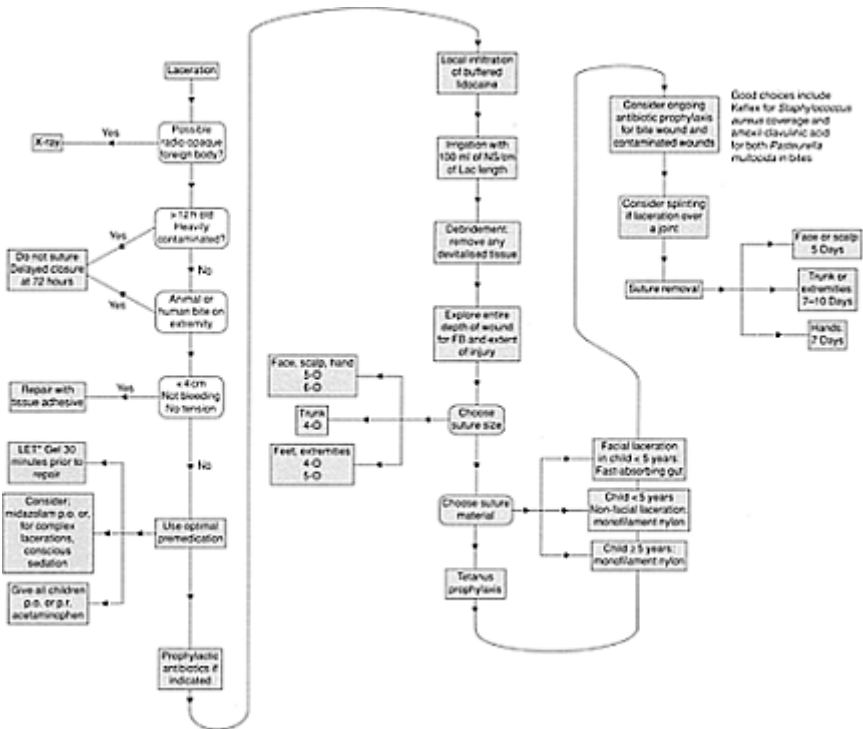 Laceration
Possible
radio opaque
foreign body?
Yes
X-ray
>12 h old
Heavily
contaminated?
Yes
Do not suture
Delayed closure
at 72 hours
No
Yes
Animal or
human bite on
extremity
< 4 cm
Not bleeding
No tension
Yes
Repair with
tissue adhesive
No
LET* Gel 30
minutes prior to
repair
Consider;
midazolam p.o. or,
for complex
lacerations,
conscious
sedation
Use optimal
premedication
Give all children
p.o. or p.r.
acetaminophen
Prophylactic
antibiotics if
indicated
Local infiltration
of buffered
lidocaine
Irrigation with
100 ml of NS/cm
of Lac length
Debridement;
remove any
devitalised tissue
Explore entire
depth of wound
for FB and extent
of injury
Choose
suture size
Face, scalp, hand
5-O
6-O
Trunk
4-O
Feet, extremities
4-O
5-O
Choose suture
material
Facial laceration
in child < 5 years:
Fast-absorbing gut
Child < 5 years
Non-facial laceration:
monofilament nylon
Child ≥ 5 years:
monofilament nylon
Tetanus
prophylaxis
Consider ongoing
antibiotic prophylaxis
for bite wound and
contaminated wounds
Good choices include
Keflex for Staphylococcus
aureus coverage and
amoxil-clavulinic acid
for both Pasteurella
multocida in bites
Consider splinting
if laceration over
a joint
Suture removal
Face or scalp
5 Days
Trunk or
extremities
7–10 Days
Hands:
7 Days